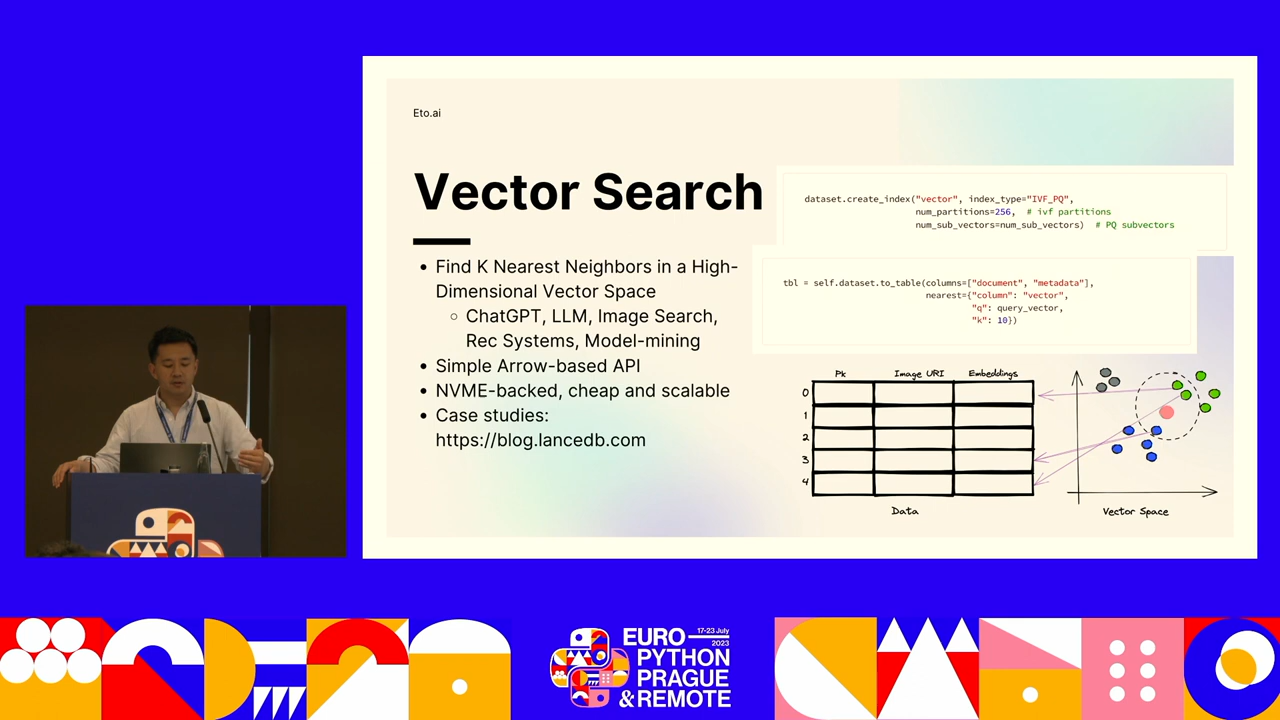 Eto.ai
Vector Search
• Find K Nearest Neighbors in a High-
Dimensional Vector Space
○ ChatGPT, LLM, Image Search,
Rec Systems, Model-mining
• Simple Arrow-based API
• NVME-backed, cheap and scalable
• Case studies:
https://blog.lancedb.com
dataset.create_index("vector", index_type="IVF_PQ",
num_partitions=256,  # ivf partitions
num_sub_vectors=num_sub_vectors)  # PQ subvectors
tbl = self.dataset.to_table(columns=["document", "metadata"],
nearest={"column": "vector",
"q": query_vector,
"k": 10})
Pk Image URI Embeddings
0
1
2
3
4
Data
Vector Space
EURO 17-23 July
2023
PYTHON
PRAGUE
& REMOTE